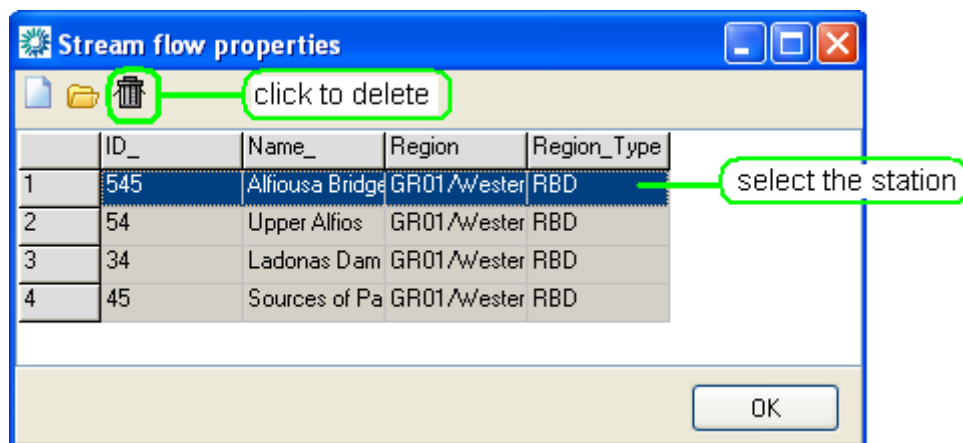 Stream flow properties
click to delete
ID_ Name_ Region Region_Type
1 545 Alfiousa Bridge GR01/Wester RBD
select the station
2 54 Upper Alfios GR01/Wester RBD
3 34 Ladonas Dam GR01/Wester RBD
4 45 Sources of Pa GR01/Wester RBD
OK